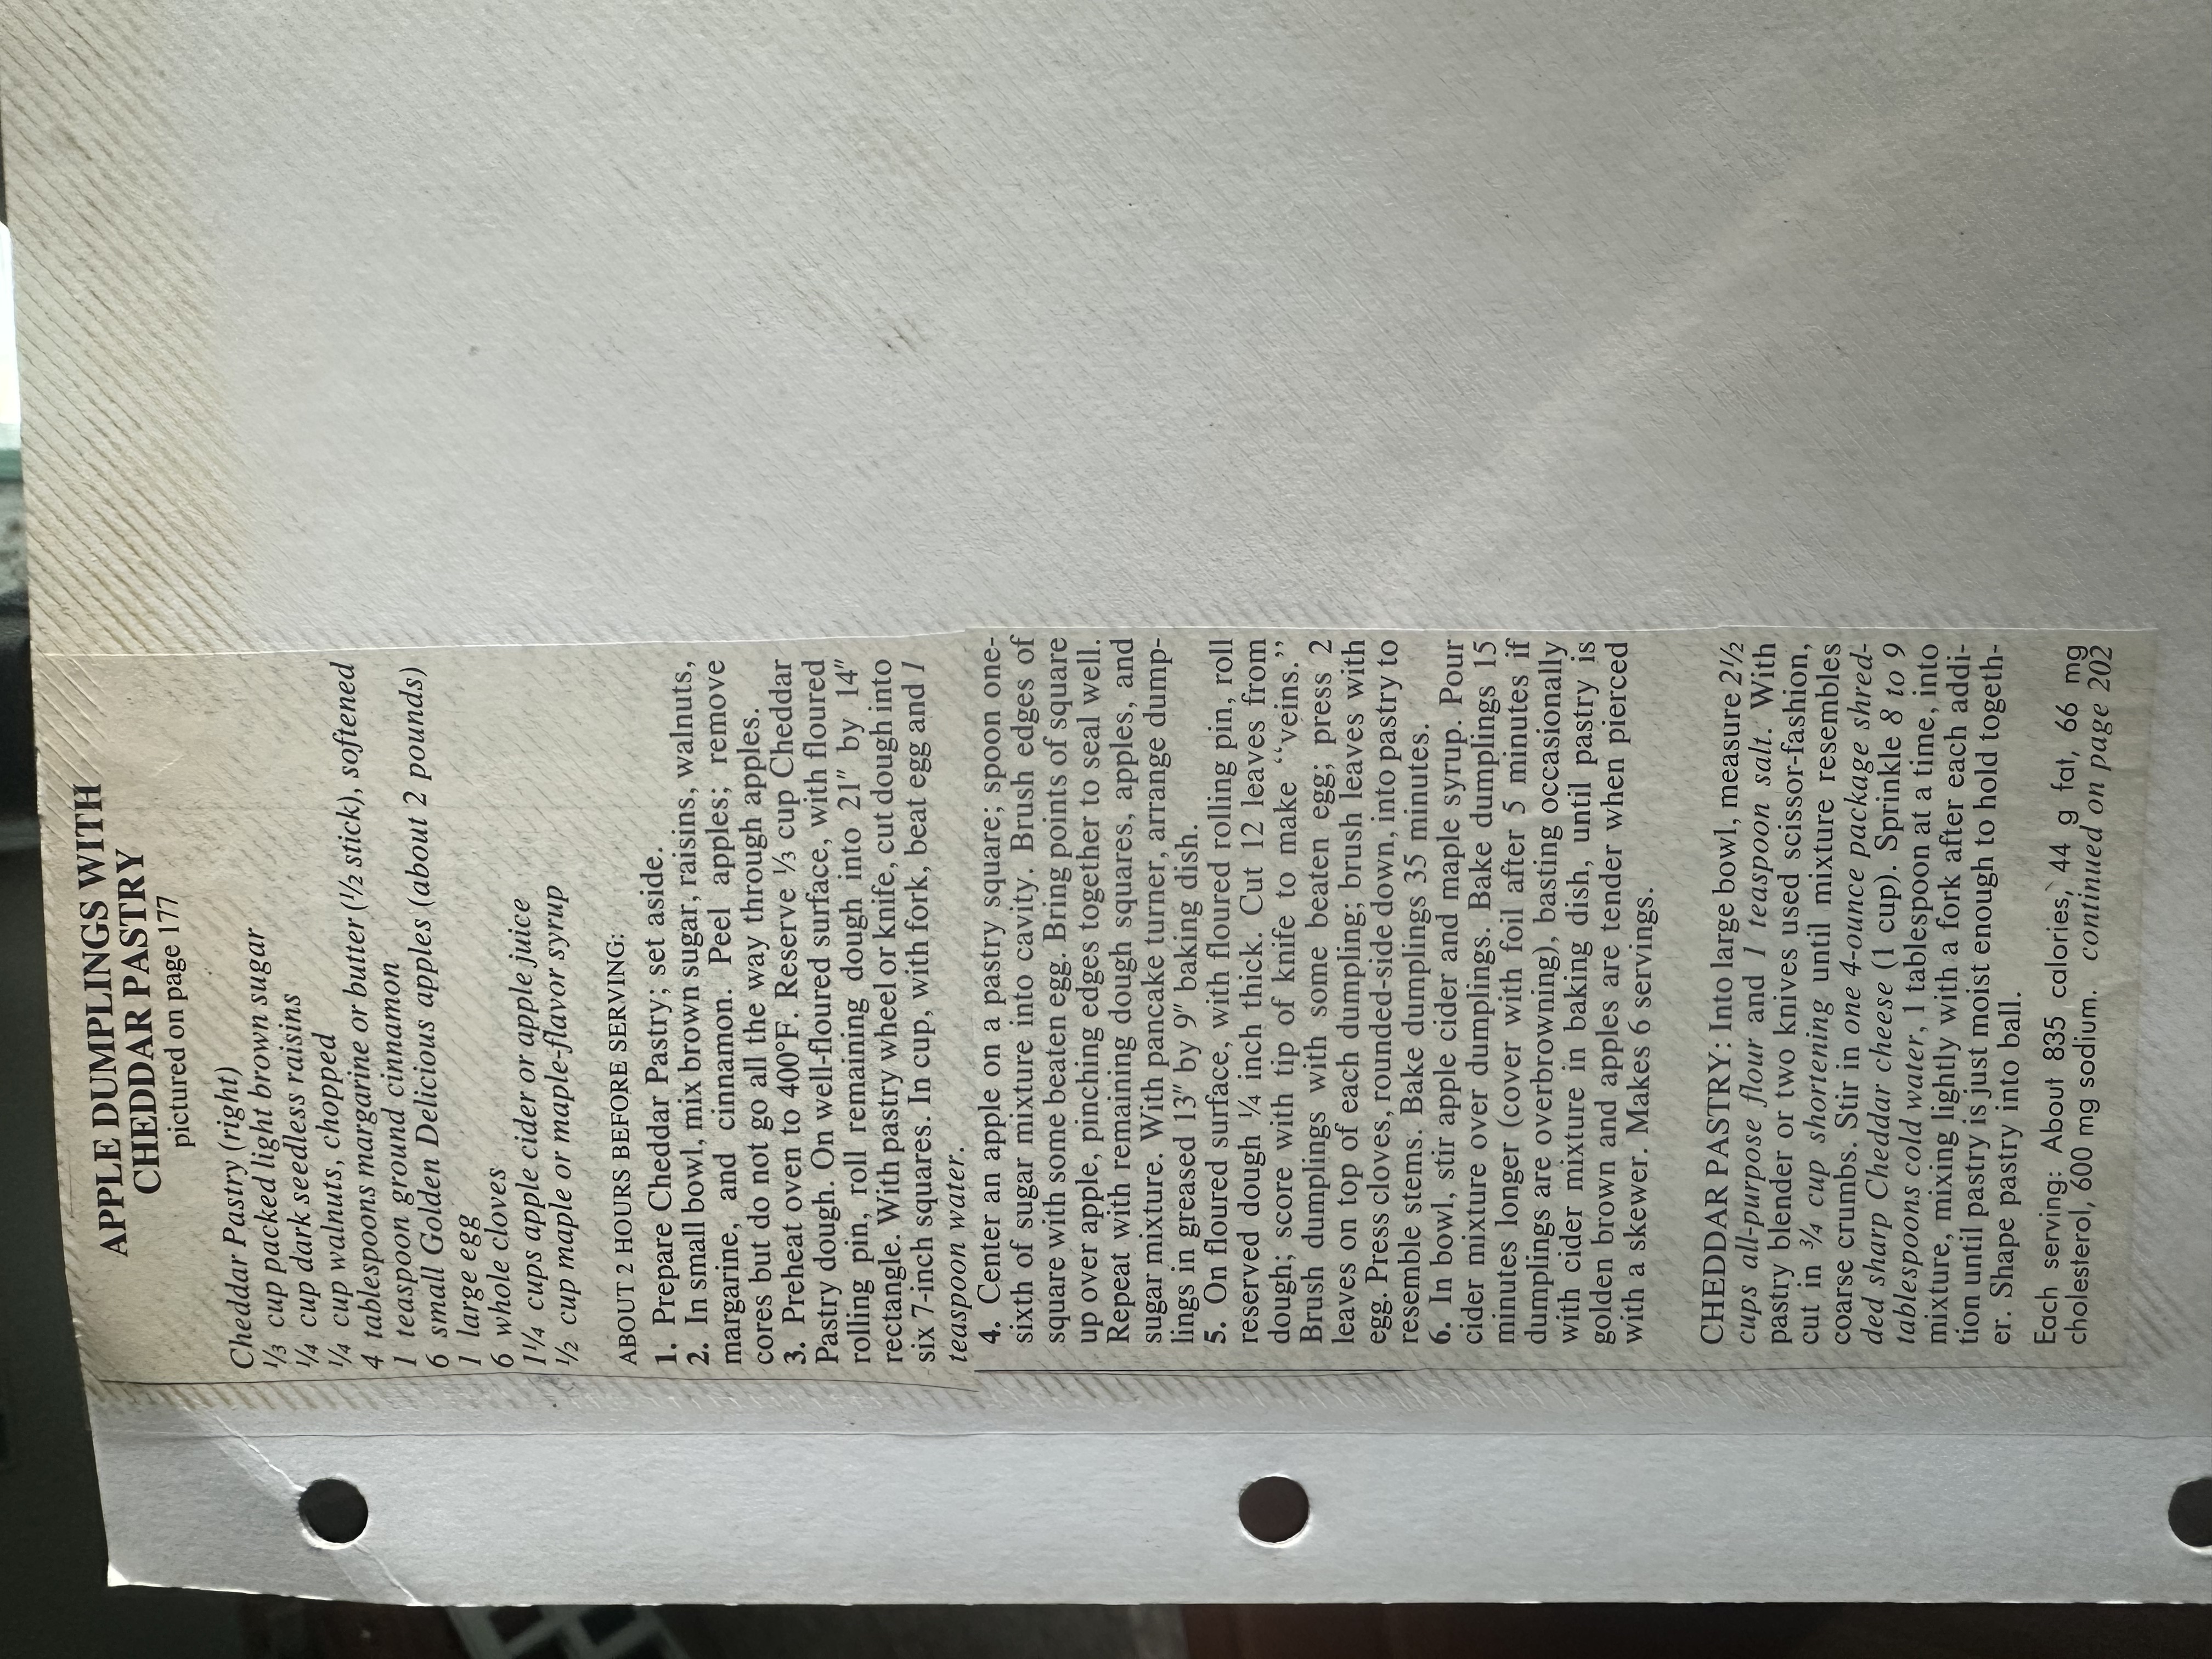 APPLE DUMPLINGS WITH
CHEDDAR PASTRY
pictured on page 177
Cheddar Pastry (right)
1/3 cup packed light brown sugar
1/4 cup dark seedless raisins
1/4 cup walnuts, chopped
4 tablespoons margarine or butter (1/2 stick), softened
1 teaspoon ground cinnamon
6 small Golden Delicious apples (about 2 pounds)
1 large egg
6 whole cloves
1 1/4 cups apple cider or apple juice
1/2 cup maple or maple-flavor syrup
ABOUT 2 HOURS BEFORE SERVING:
1. Prepare Cheddar Pastry; set aside.
2. In small bowl, mix brown sugar, raisins, walnuts,
margarine, and cinnamon. Peel apples; remove
cores but do not go all the way through apples.
3. Preheat oven to 400°F. Reserve 1/3 cup Cheddar
Pastry dough. On well-floured surface, with floured
rolling pin, roll remaining dough into 21″ by 14″
rectangle. With pastry wheel or knife, cut dough into
six 7-inch squares. In cup, with fork, beat egg and 1
teaspoon water.
4. Center an apple on a pastry square; spoon one-
sixth of sugar mixture into cavity. Brush edges of
square with some beaten egg. Bring points of square
up over apple, pinching edges together to seal well.
Repeat with remaining dough squares, apples, and
sugar mixture. With pancake turner, arrange dump-
lings in greased 13″ by 9″ baking dish.
5. On floured surface, with floured rolling pin, roll
reserved dough 1/4 inch thick. Cut 12 leaves from
dough; score with tip of knife to make “veins.”
Brush dumplings with some beaten egg; press 2
leaves on top of each dumpling; brush leaves with
egg. Press cloves, rounded-side down, into pastry to
resemble stems. Bake dumplings 35 minutes.
6. In bowl, stir apple cider and maple syrup. Pour
cider mixture over dumplings. Bake dumplings 15
minutes longer (cover with foil after 5 minutes if
dumplings are overbrowning), basting occasionally
with cider mixture in baking dish, until pastry is
golden brown and apples are tender when pierced
with a skewer. Makes 6 servings.
CHEDDAR PASTRY: Into large bowl, measure 2 1/2
cups all-purpose flour and 1 teaspoon salt. With
pastry blender or two knives used scissor-fashion,
cut in 3/4 cup shortening until mixture resembles
coarse crumbs. Stir in one 4-ounce package shred-
ded sharp Cheddar cheese (1 cup). Sprinkle 8 to 9
tablespoons cold water, 1 tablespoon at a time, into
mixture, mixing lightly with a fork after each addi-
tion until pastry is just moist enough to hold togeth-
er. Shape pastry into ball.
Each serving: About 835 calories, 44 g fat, 66 mg
cholesterol, 600 mg sodium. continued on page 202